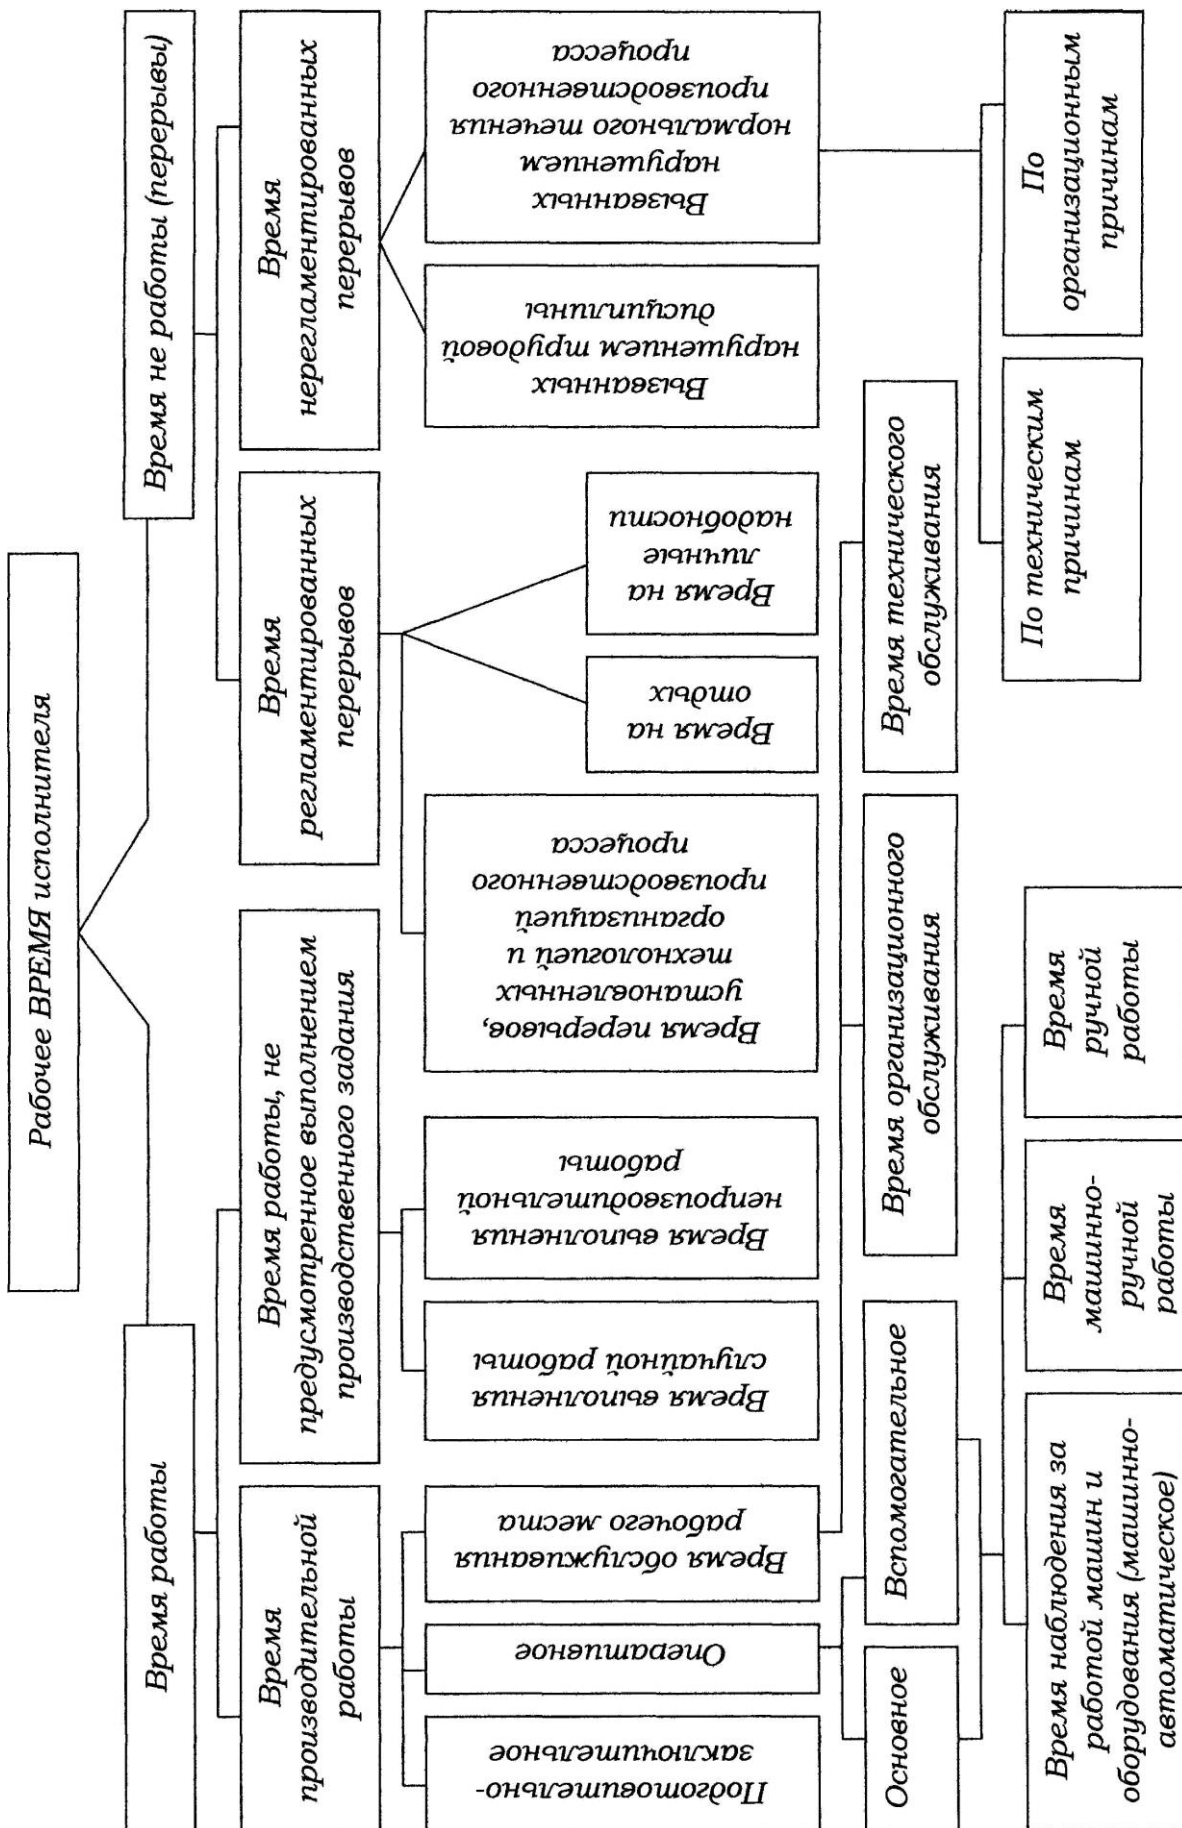 Рабочее ВРЕМЯ исполнителя
Время работы
Время не работы (перерывы)
Время
производительной
работы
Время работы, не
предусмотренное выполнением
производственного задания
Время
регламентированных
перерывов
Время
нерегламентированных
перерывов
Подготовительно-
заключительное
Оперативное
Время обслуживания
рабочего места
Время выполнения
случайной работы
Время выполнения
непроизводительной
работы
Время перерывов,
установленных
технологией и
организацией
производственного
процесса
Время на
отдых
Время на
личные
надобности
Вызванных
нарушением трудовой
дисциплины
Вызванных
нарушением
нормального течения
производственного
процесса
Основное
Вспомогательное
Время организационного
обслуживания
Время технического
обслуживания
По техническим
причинам
По
организационным
причинам
Время наблюдения за
работой машин и
оборудования (машинно-
автоматическое)
Время
машинно-
ручной
работы
Время
ручной
работы